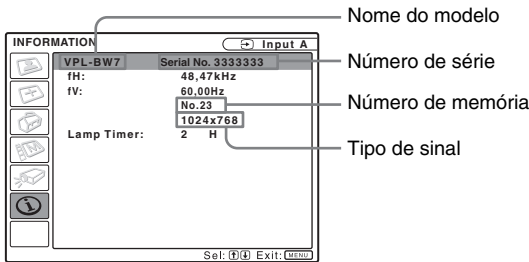 Nome do modelo
INFORMATION Input A
VPL-BW7 Serial No. 3333333
Número de série
fH: 48,47kHz
fV: 60,00Hz
No.23
Número de memória
1024x768
Lamp Timer: 2 H
Tipo de sinal
Sel: Exit: MENU